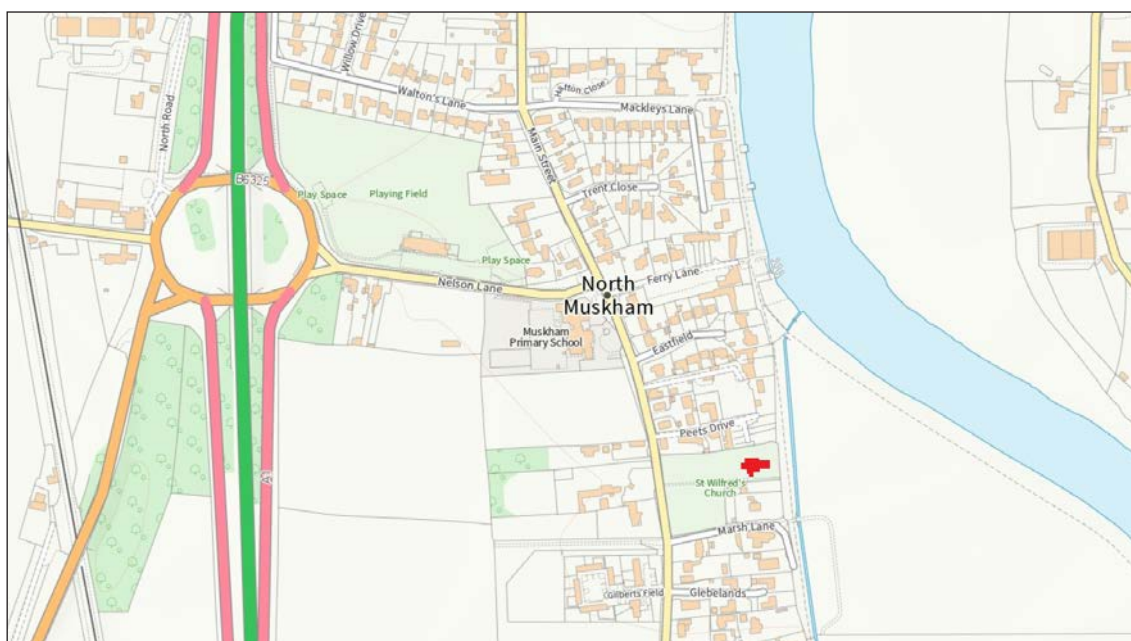 Willow Drive
North Road
Walton's Lane
Hafton Close
Mackleys Lane
Main Street
B6325
Play Space
Playing Field
Trent Close
Play Space
Nelson Lane
Ferry Lane
North
Muskham
Muskham
Primary School
Eastfield
Peets Drive
A1
St Wilfred's
Church
Marsh Lane
Gilberts Field
Glebelands